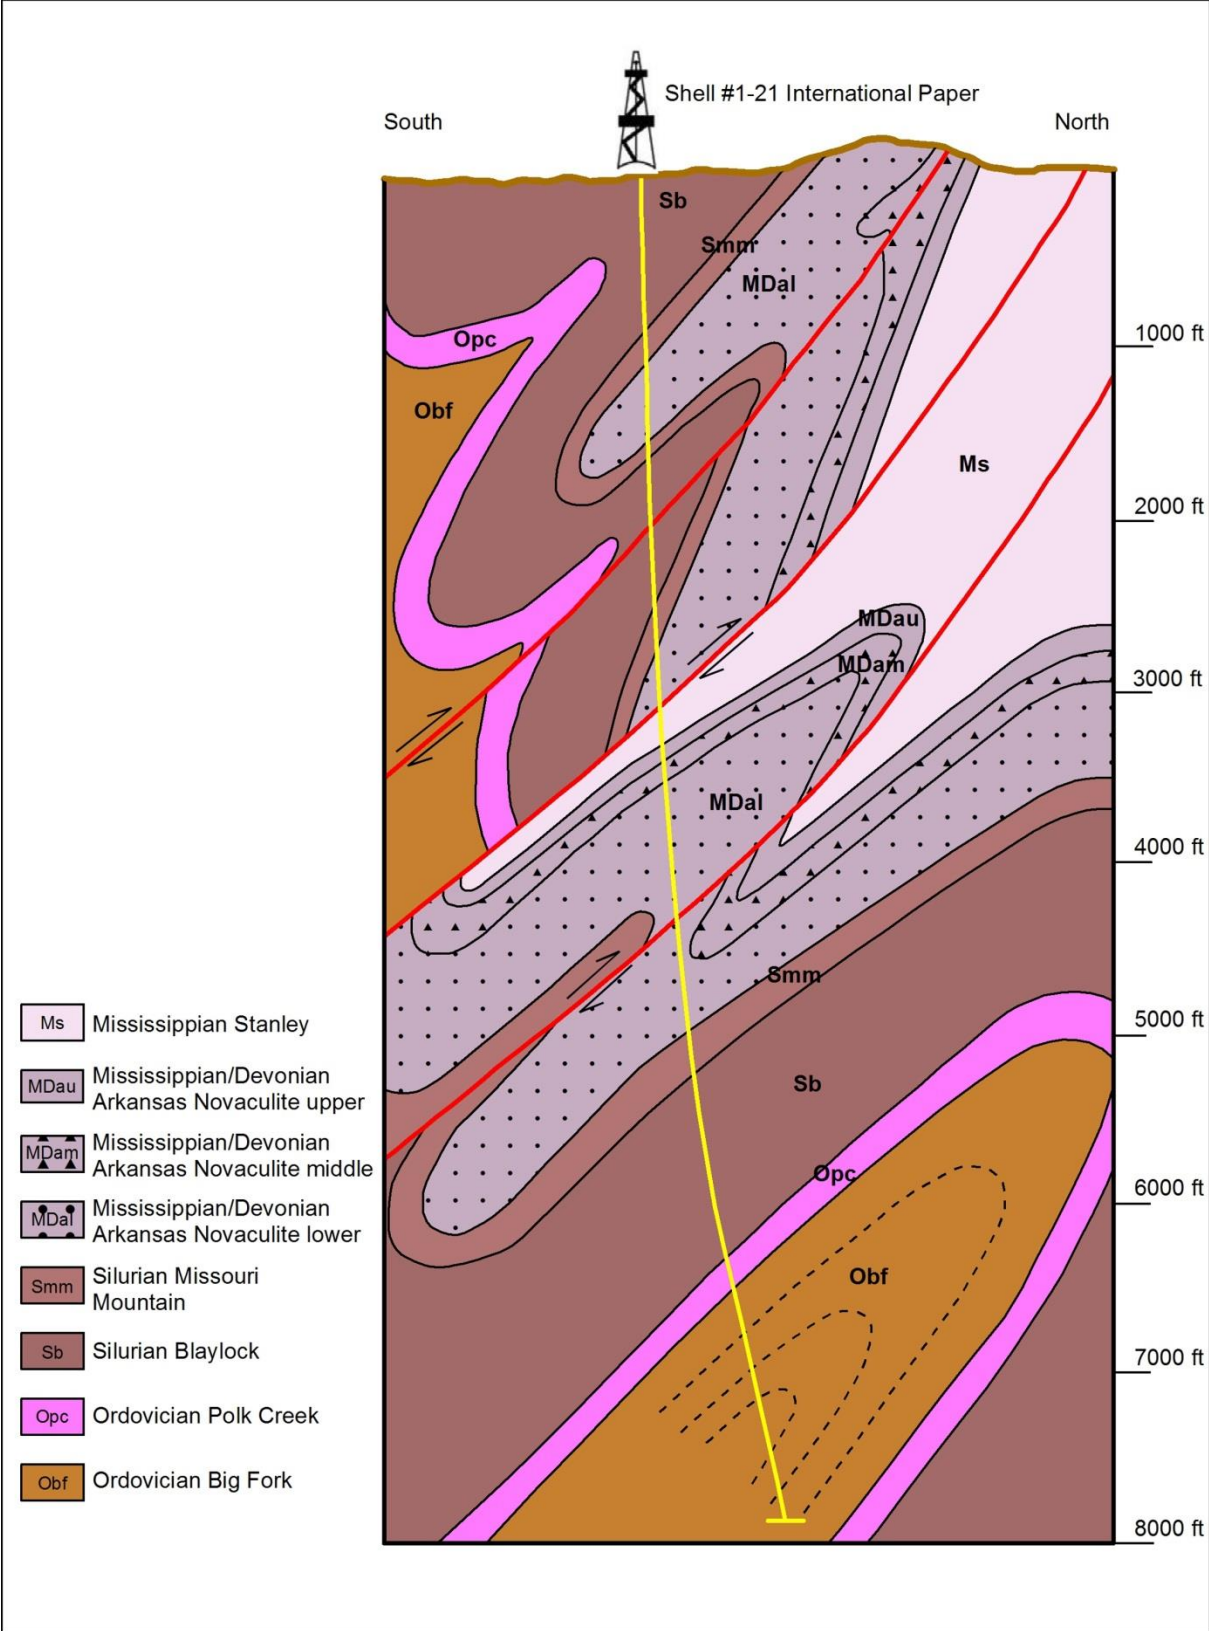 Shell #1-21 International Paper
South
North
Sb
Smm
MDal
1000 ft
Opc
Obf
Ms
2000 ft
MDau
MDam
3000 ft
MDal
4000 ft
Smm
5000 ft
Sb
Opc
6000 ft
Obf
7000 ft
8000 ft
Ms Mississippian Stanley
MDau Mississippian/Devonian
Arkansas Novaculite upper
MDam Mississippian/Devonian
Arkansas Novaculite middle
MDal Mississippian/Devonian
Arkansas Novaculite lower
Smm Silurian Missouri
Mountain
Sb Silurian Blaylock
Opc Ordovician Polk Creek
Obf Ordovician Big Fork